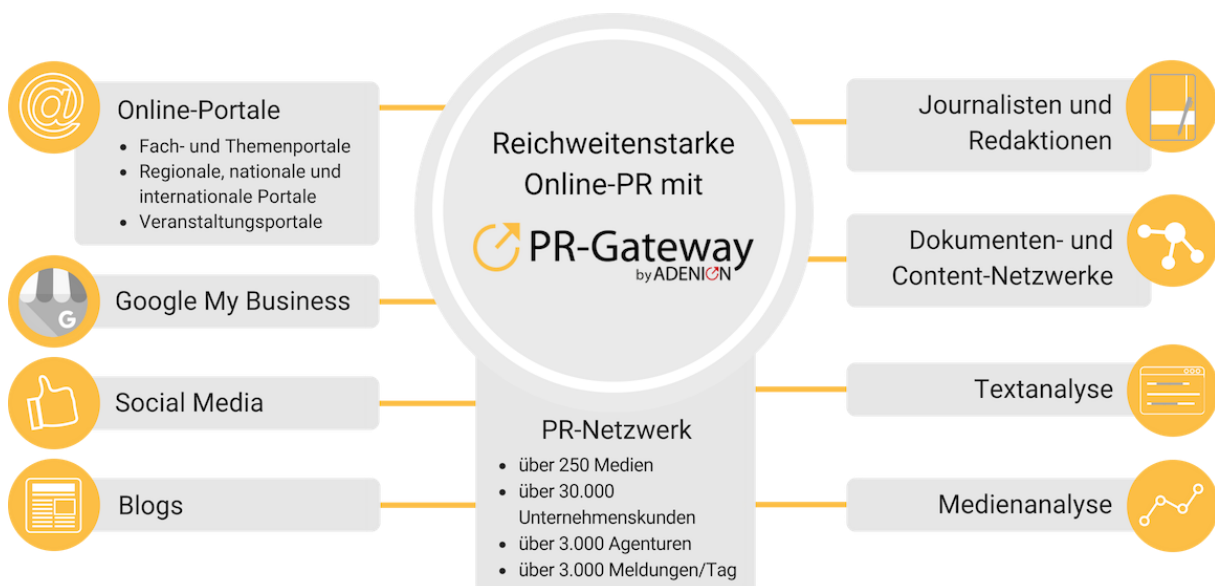 Online-Portale
• Fach- und Themenportale
• Regionale, nationale und
internationale Portale
• Veranstaltungsportale
Google My Business
G
Social Media
Blogs
Reichweitenstarke
Online-PR mit
PR-Gateway
by ADENION
PR-Netzwerk
• über 250 Medien
• über 30.000
Unternehmenskunden
• über 3.000 Agenturen
• über 3.000 Meldungen/Tag
Journalisten und
Redaktionen
Dokumenten- und
Content-Netzwerke
Textanalyse
Medienanalyse